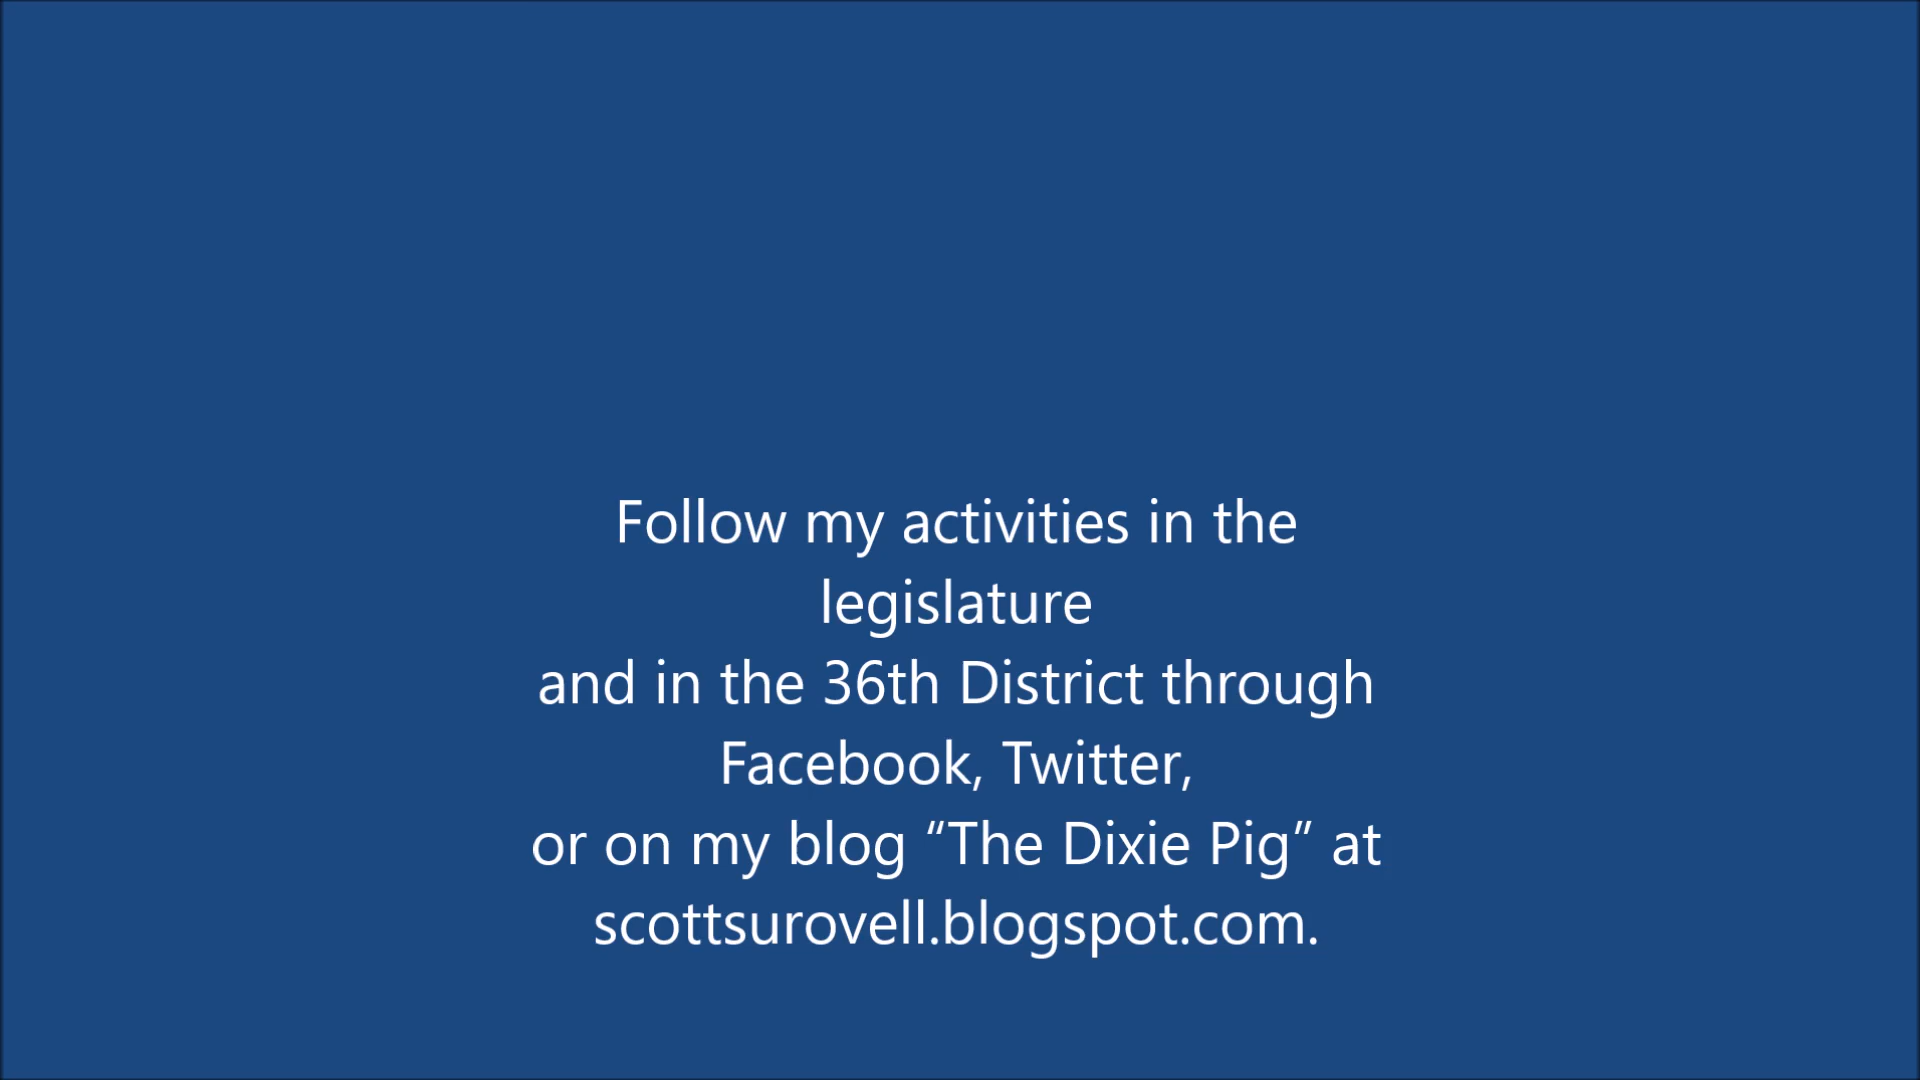 Follow my activities in the
legislature
and in the 36th District through
Facebook, Twitter,
or on my blog “The Dixie Pig” at
scottsurovell.blogspot.com.